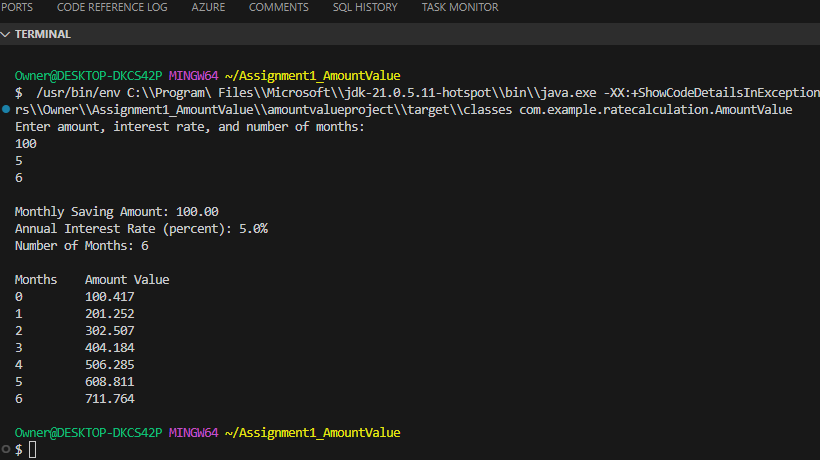 PORTS CODE REFERENCE LOG AZURE COMMENTS SQL HISTORY TASK MONITOR
TERMINAL
Owner@DESKTOP-DKCS42P MINGW64 ~/Assignment1_AmountValue
$ /usr/bin/env C:\\Program\ Files\\Microsoft\\jdk-21.0.5.11-hotspot\\bin\\java.exe -XX:+ShowCodeDetailsInException
rs\\Owner\\Assignment1_AmountValue\\amountvalueproject\\target\\classes com.example.ratecalculation.AmountValue
Enter amount, interest rate, and number of months:
100
5
6
Monthly Saving Amount: 100.00
Annual Interest Rate (percent): 5.0%
Number of Months: 6
Months Amount Value
0 100.417
1 201.252
2 302.507
3 404.184
4 506.285
5 608.811
6 711.764
Owner@DESKTOP-DKCS42P MINGW64 ~/Assignment1_AmountValue
$